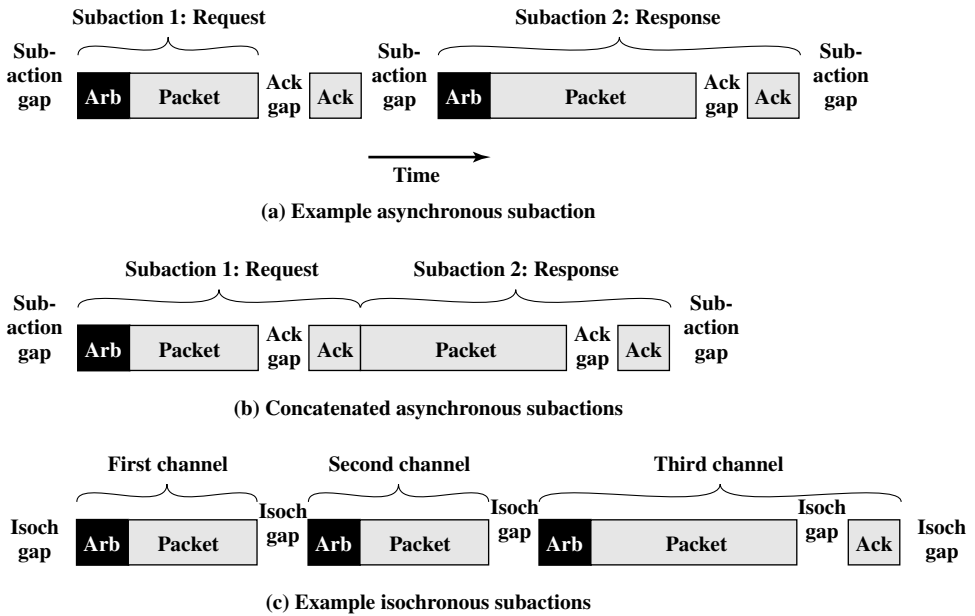 Subaction 1: Request
Subaction 2: Response
Sub-
action
gap
Arb
Packet
Ack
gap
Ack
Sub-
action
gap
Arb
Packet
Ack
gap
Ack
Sub-
action
gap
Time
(a) Example asynchronous subaction
Subaction 1: Request
Subaction 2: Response
Sub-
action
gap
Arb
Packet
Ack
gap
Ack
Packet
Ack
gap
Ack
Sub-
action
gap
(b) Concatenated asynchronous subactions
First channel
Second channel
Third channel
Isoch
gap
Arb
Packet
Isoch
gap
Arb
Packet
Isoch
gap
Arb
Packet
Isoch
gap
Ack
Isoch
gap
(c) Example isochronous subactions